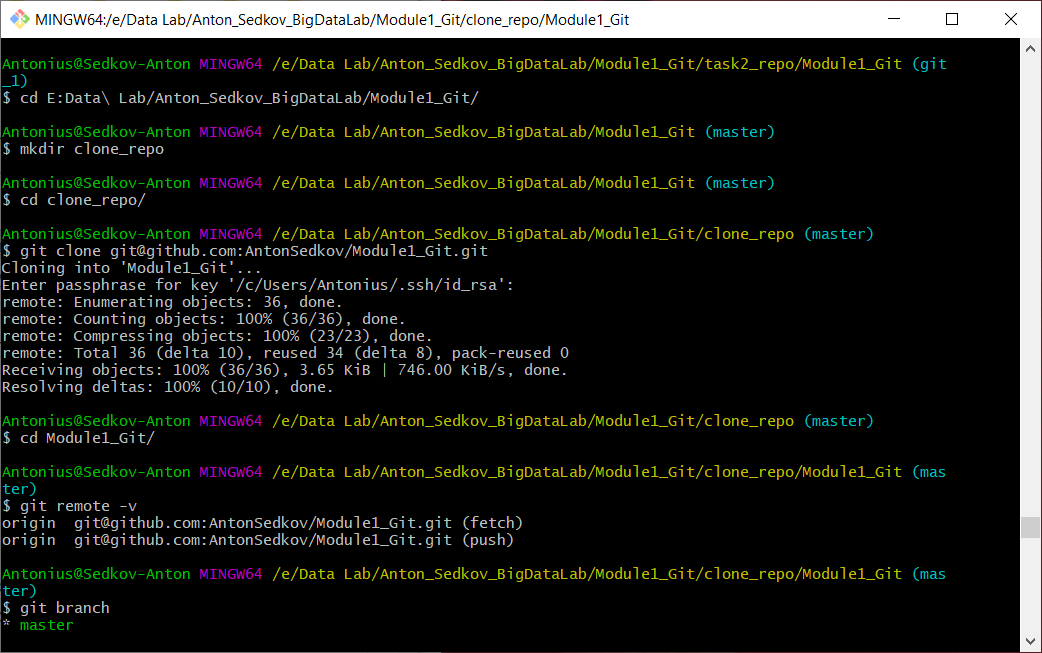 MINGW64:/e/Data Lab/Anton_Sedkov_BigDataLab/Module1_Git/clone_repo/Module1_Git
Antonius@Sedkov-Anton MINGW64 /e/Data Lab/Anton_Sedkov_BigDataLab/Module1_Git/task2_repo/Module1_Git (git
_1)
$ cd E:Data\ Lab/Anton_Sedkov_BigDataLab/Module1_Git/
Antonius@Sedkov-Anton MINGW64 /e/Data Lab/Anton_Sedkov_BigDataLab/Module1_Git (master)
$ mkdir clone_repo
Antonius@Sedkov-Anton MINGW64 /e/Data Lab/Anton_Sedkov_BigDataLab/Module1_Git (master)
$ cd clone_repo/
Antonius@Sedkov-Anton MINGW64 /e/Data Lab/Anton_Sedkov_BigDataLab/Module1_Git/clone_repo (master)
$ git clone git@github.com:AntonSedkov/Module1_Git.git
Cloning into 'Module1_Git'...
Enter passphrase for key '/c/Users/Antonius/.ssh/id_rsa':
remote: Enumerating objects: 36, done.
remote: Counting objects: 100% (36/36), done.
remote: Compressing objects: 100% (23/23), done.
remote: Total 36 (delta 10), reused 34 (delta 8), pack-reused 0
Receiving objects: 100% (36/36), 3.65 KiB | 746.00 KiB/s, done.
Resolving deltas: 100% (10/10), done.
Antonius@Sedkov-Anton MINGW64 /e/Data Lab/Anton_Sedkov_BigDataLab/Module1_Git/clone_repo (master)
$ cd Module1_Git/
Antonius@Sedkov-Anton MINGW64 /e/Data Lab/Anton_Sedkov_BigDataLab/Module1_Git/clone_repo/Module1_Git (mas
ter)
$ git remote -v
origin  git@github.com:AntonSedkov/Module1_Git.git (fetch)
origin  git@github.com:AntonSedkov/Module1_Git.git (push)
Antonius@Sedkov-Anton MINGW64 /e/Data Lab/Anton_Sedkov_BigDataLab/Module1_Git/clone_repo/Module1_Git (mas
ter)
$ git branch
* master